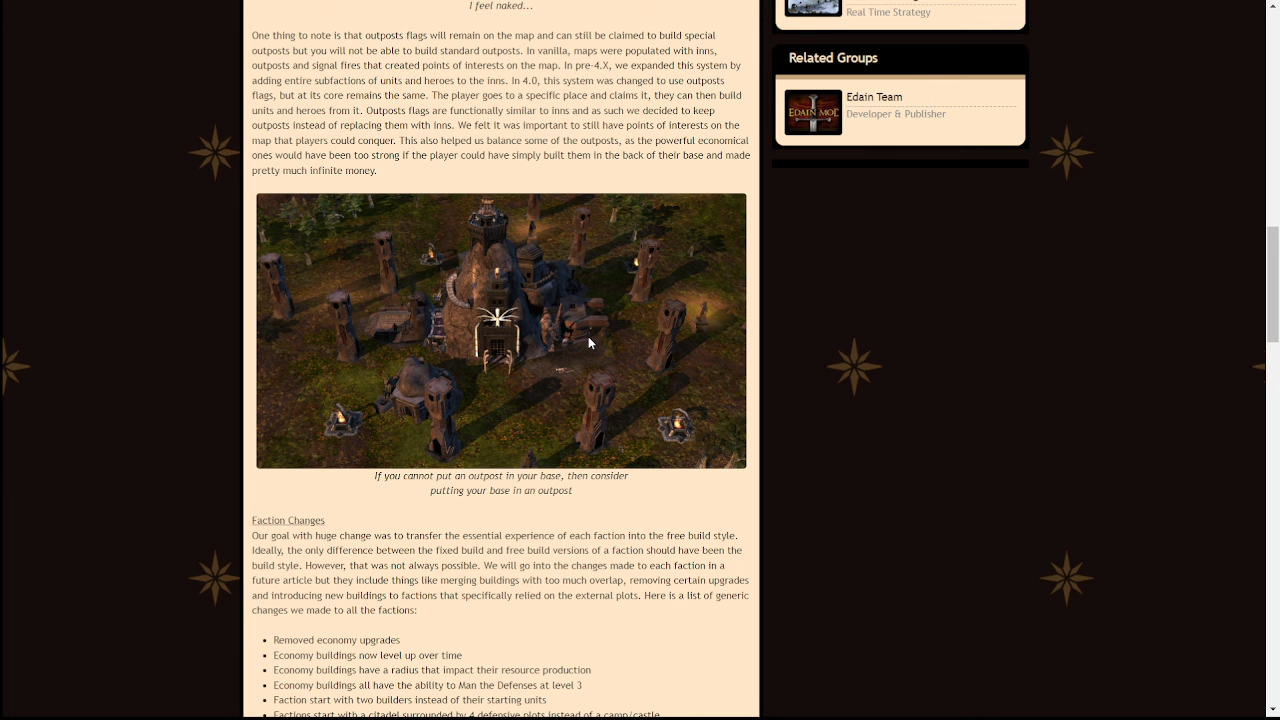 I feel naked...
One thing to note is that outposts flags will remain on the map and can still be claimed to build special
outposts but you will not be able to build standard outposts. In vanilla, maps were populated with inns,
outposts and signal fires that created points of interests on the map. In pre-4.X, we expanded this system by
adding entire subfactions of units and heroes to the inns. In 4.0, this system was changed to use outposts
flags, but at its core remains the same. The player goes to a specific place and claims it, they can then build
units and heroes from it. Outposts flags are functionally similar to inns and as such we decided to keep
outposts instead of replacing them with inns. We felt it was important to still have points of interests on the
map that players could conquer. This also helped us balance some of the outposts, as the powerful economical
ones would have been too strong if the player could have simply built them in the back of their base and made
pretty much infinite money.
If you cannot put an outpost in your base, then consider
putting your base in an outpost
Faction Changes
Our goal with huge change was to transfer the essential experience of each faction into the free build style.
Ideally, the only difference between the fixed build and free build versions of a faction should have been the
build style. However, that was not always possible. We will go into the changes made to each faction in a
future article but they include things like merging buildings with too much overlap, removing certain upgrades
and introducing new buildings to factions that specifically relied on the external plots. Here is a list of generic
changes we made to all the factions:
• Removed economy upgrades
• Economy buildings now level up over time
• Economy buildings have a radius that impact their resource production
• Economy buildings all have the ability to Man the Defenses at level 3
• Faction start with two builders instead of their starting units
• Factions start with a citadel surrounded by 4 defensive plots instead of a camp/castle
Real Time Strategy
Related Groups
EDAIN MOD
Edain Team
Developer & Publisher